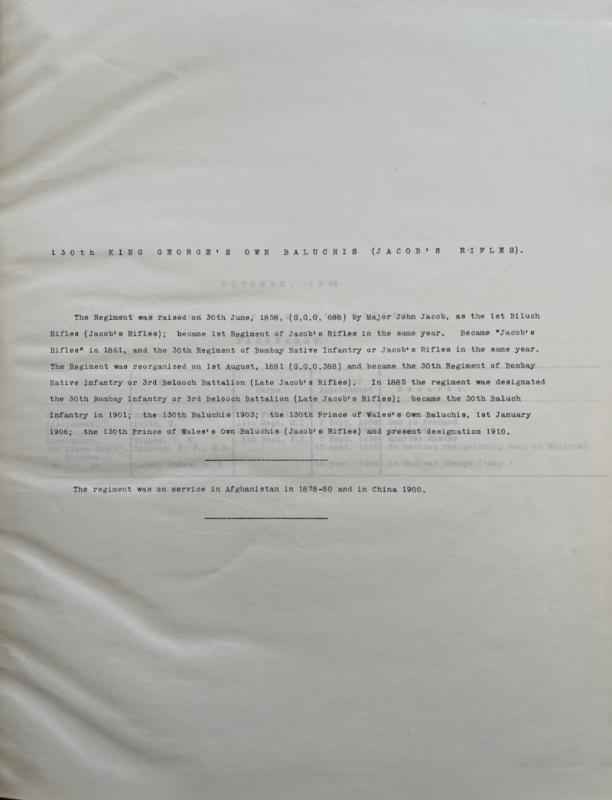 130th KING GEORGE'S OWN BALUCHIS (JACOB'S RIFLES).
The Regiment was raised on 30th June, 1858, (G.G.O. 688) by Major John Jacob, as the 1st Biluch
Rifles (Jacob's Rifles); became 1st Regiment of Jacob's Rifles in the same year. Became "Jacob's
Rifles" in 1861, and the 30th Regiment of Bombay Native Infantry or Jacob's Rifles in the same year.
The Regiment was reorganized on 1st August, 1881 (G.G.O.388) and became the 30th Regiment of Bombay
Native Infantry or 3rd Belooch Battalion (Late Jacob's Rifles). In 1885 the regiment was designated
the 30th Bombay Infantry or 3rd Belooch Battalion (Late Jacob's Rifles); became the 30th Baluch
Infantry in 1901; the 130th Baluchis 1903; the 130th Prince of Wales's Own Baluchis, 1st January
1906; the 130th Prince of Wales's Own Baluchis (Jacob's Rifles) and present designation 1910.
The regiment was on service in Afghanistan in 1878-80 and in China 1900.